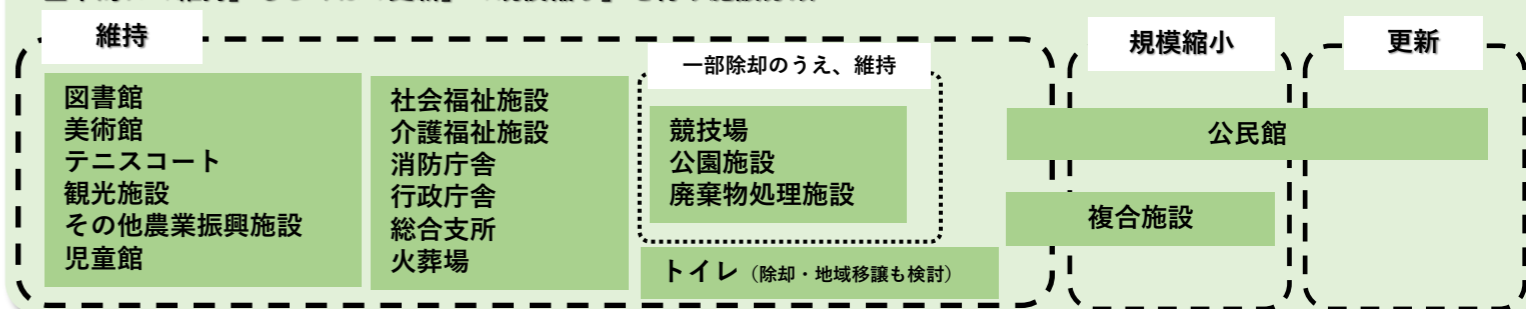 維持
図書館
美術館
テニスコート
観光施設
その他農業振興施設
児童館
社会福祉施設
介護福祉施設
消防庁舎
行政庁舎
総合支所
火葬場
一部除却のうえ、維持
競技場
公園施設
廃棄物処理施設
トイレ（除却・地域移譲も検討）
規模縮小
更新
公民館
複合施設